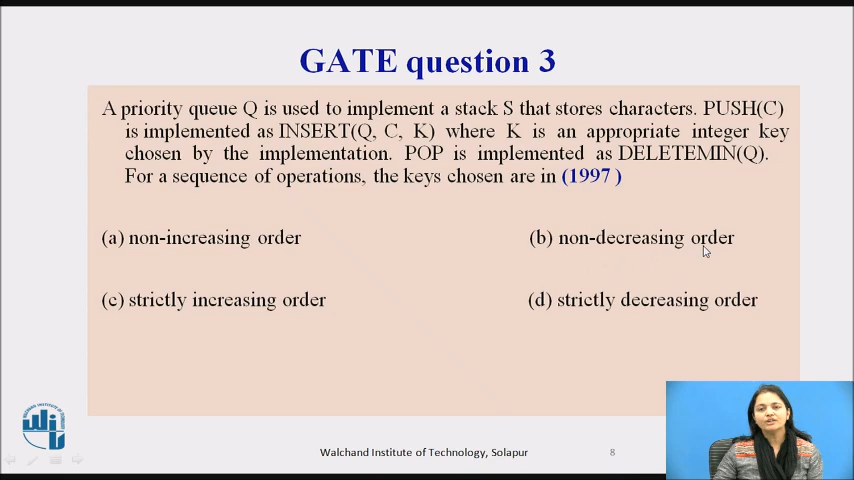 GATE question 3
A priority queue Q is used to implement a stack S that stores characters. PUSH(C)
is implemented as INSERT(Q, C, K) where K is an appropriate integer key
chosen by the implementation. POP is implemented as DELETEMIN(Q).
For a sequence of operations, the keys chosen are in (1997 )
(a) non-increasing order
(b) non-decreasing order
(c) strictly increasing order
(d) strictly decreasing order
Walchand Institute of Technology, Solapur
8